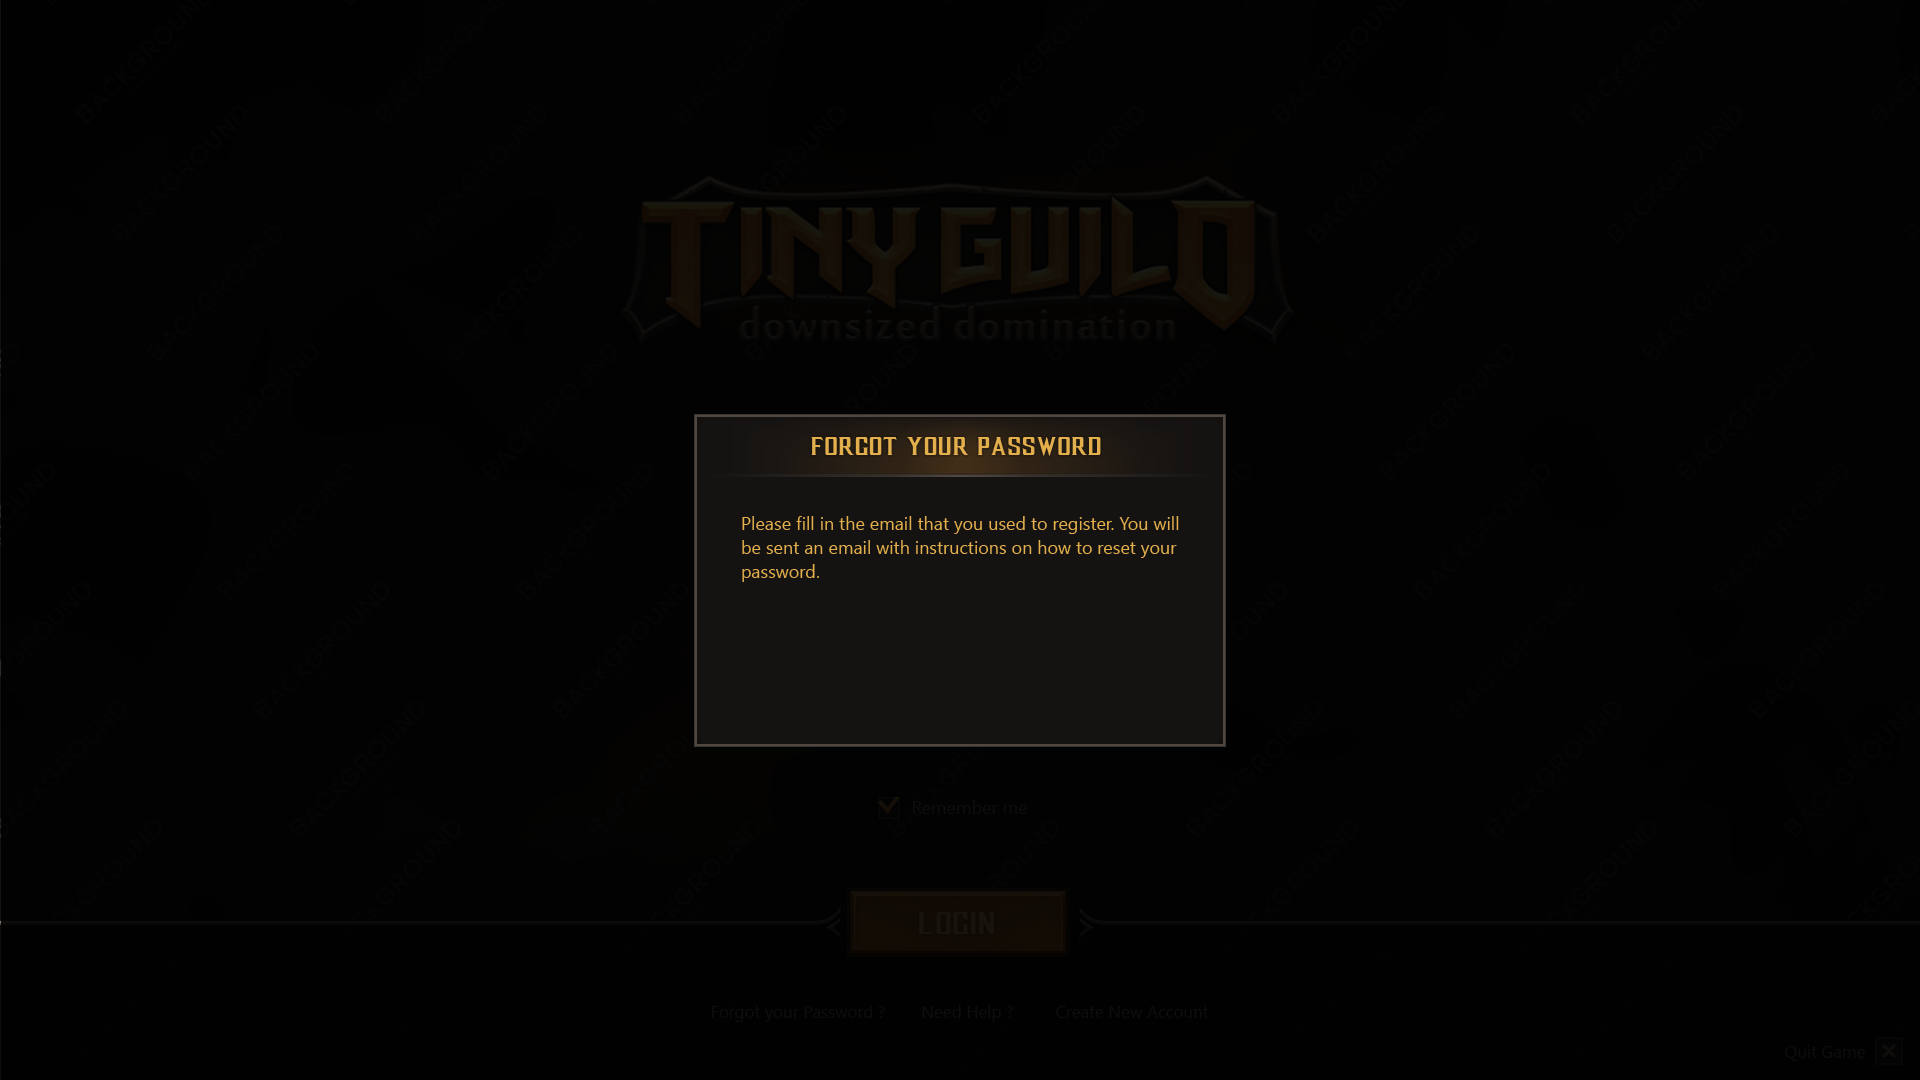 TINY GUILD
downsized domination
FORGOT YOUR PASSWORD
Please fill in the email that you used to register. You will
be sent an email with instructions on how to reset your
password.
Remember me
LOGIN
Forgot your Password ? Need Help ? Create New Account
Quit Game